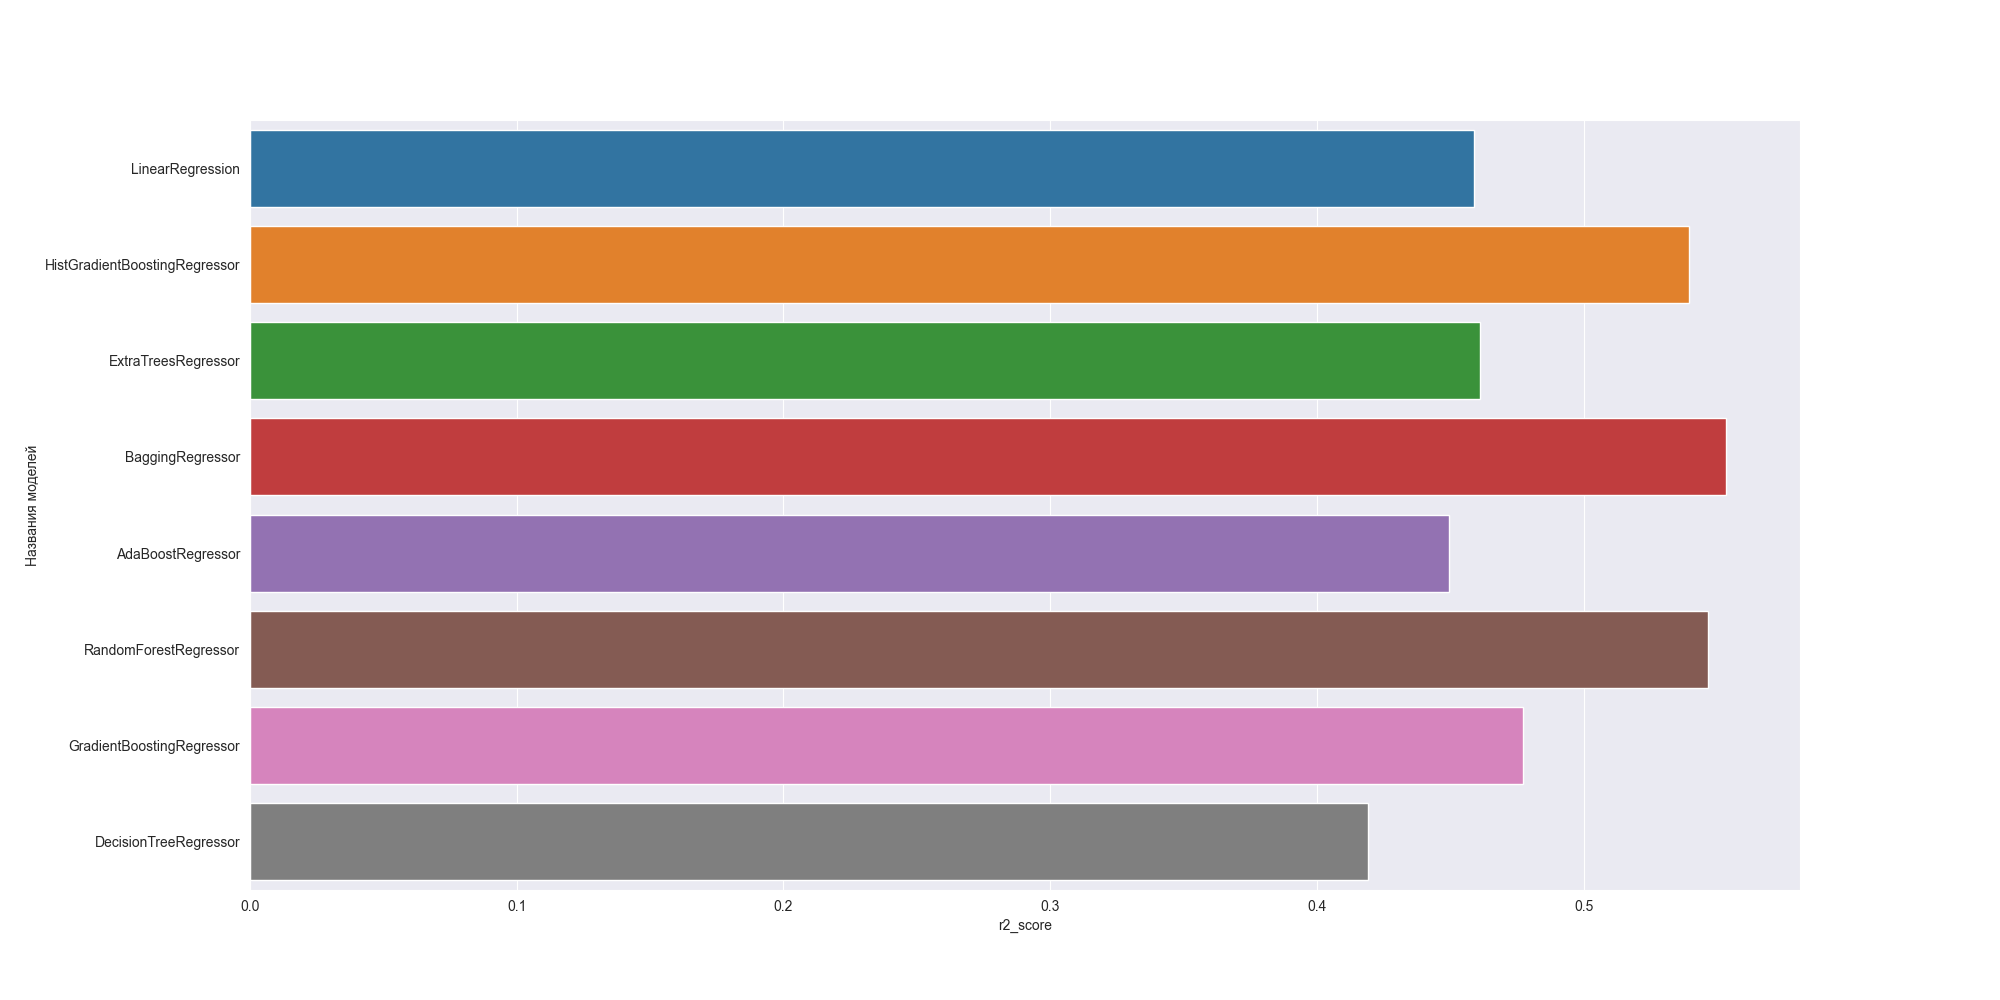 LinearRegression
HistGradientBoostingRegressor
ExtraTreesRegressor
BaggingRegressor
AdaBoostRegressor
RandomForestRegressor
GradientBoostingRegressor
DecisionTreeRegressor
Названия моделей
0.0 0.1 0.2 0.3 0.4 0.5
r2_score